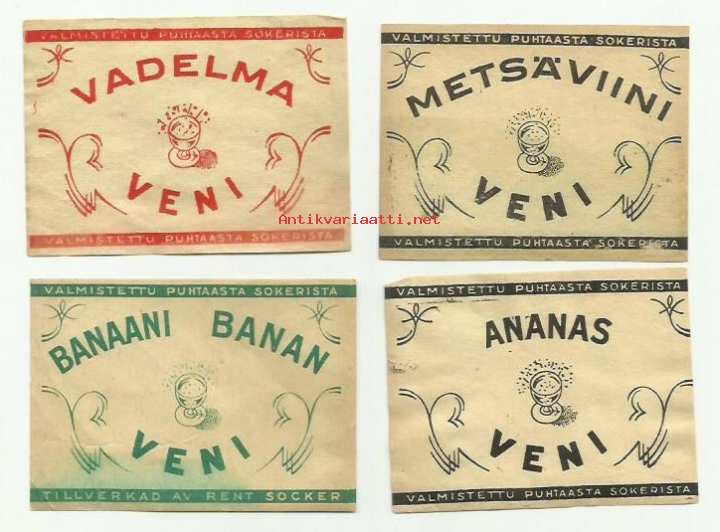 VALMISTETTU PUHTAASTA SOKERISTA
VADELMA
VENI
VALMISTETTU PUHTAASTA SOKERISTA
VALMISTETTU PUHTAASTA SOKERISTA
METSÄVIINI
VENI
VALMISTETTU PUHTAASTA SOKERISTA
Antikvariaatti.net
VALMISTETTU PUHTAASTA SOKERISTA
BANAANI BANAN
VENI
TILLVERKAD AV RENT SOCKER
VALMISTETTU PUHTAASTA SOKERISTA
ANANAS
VENI
VALMISTETTU PUHTAASTA SOKERISTA